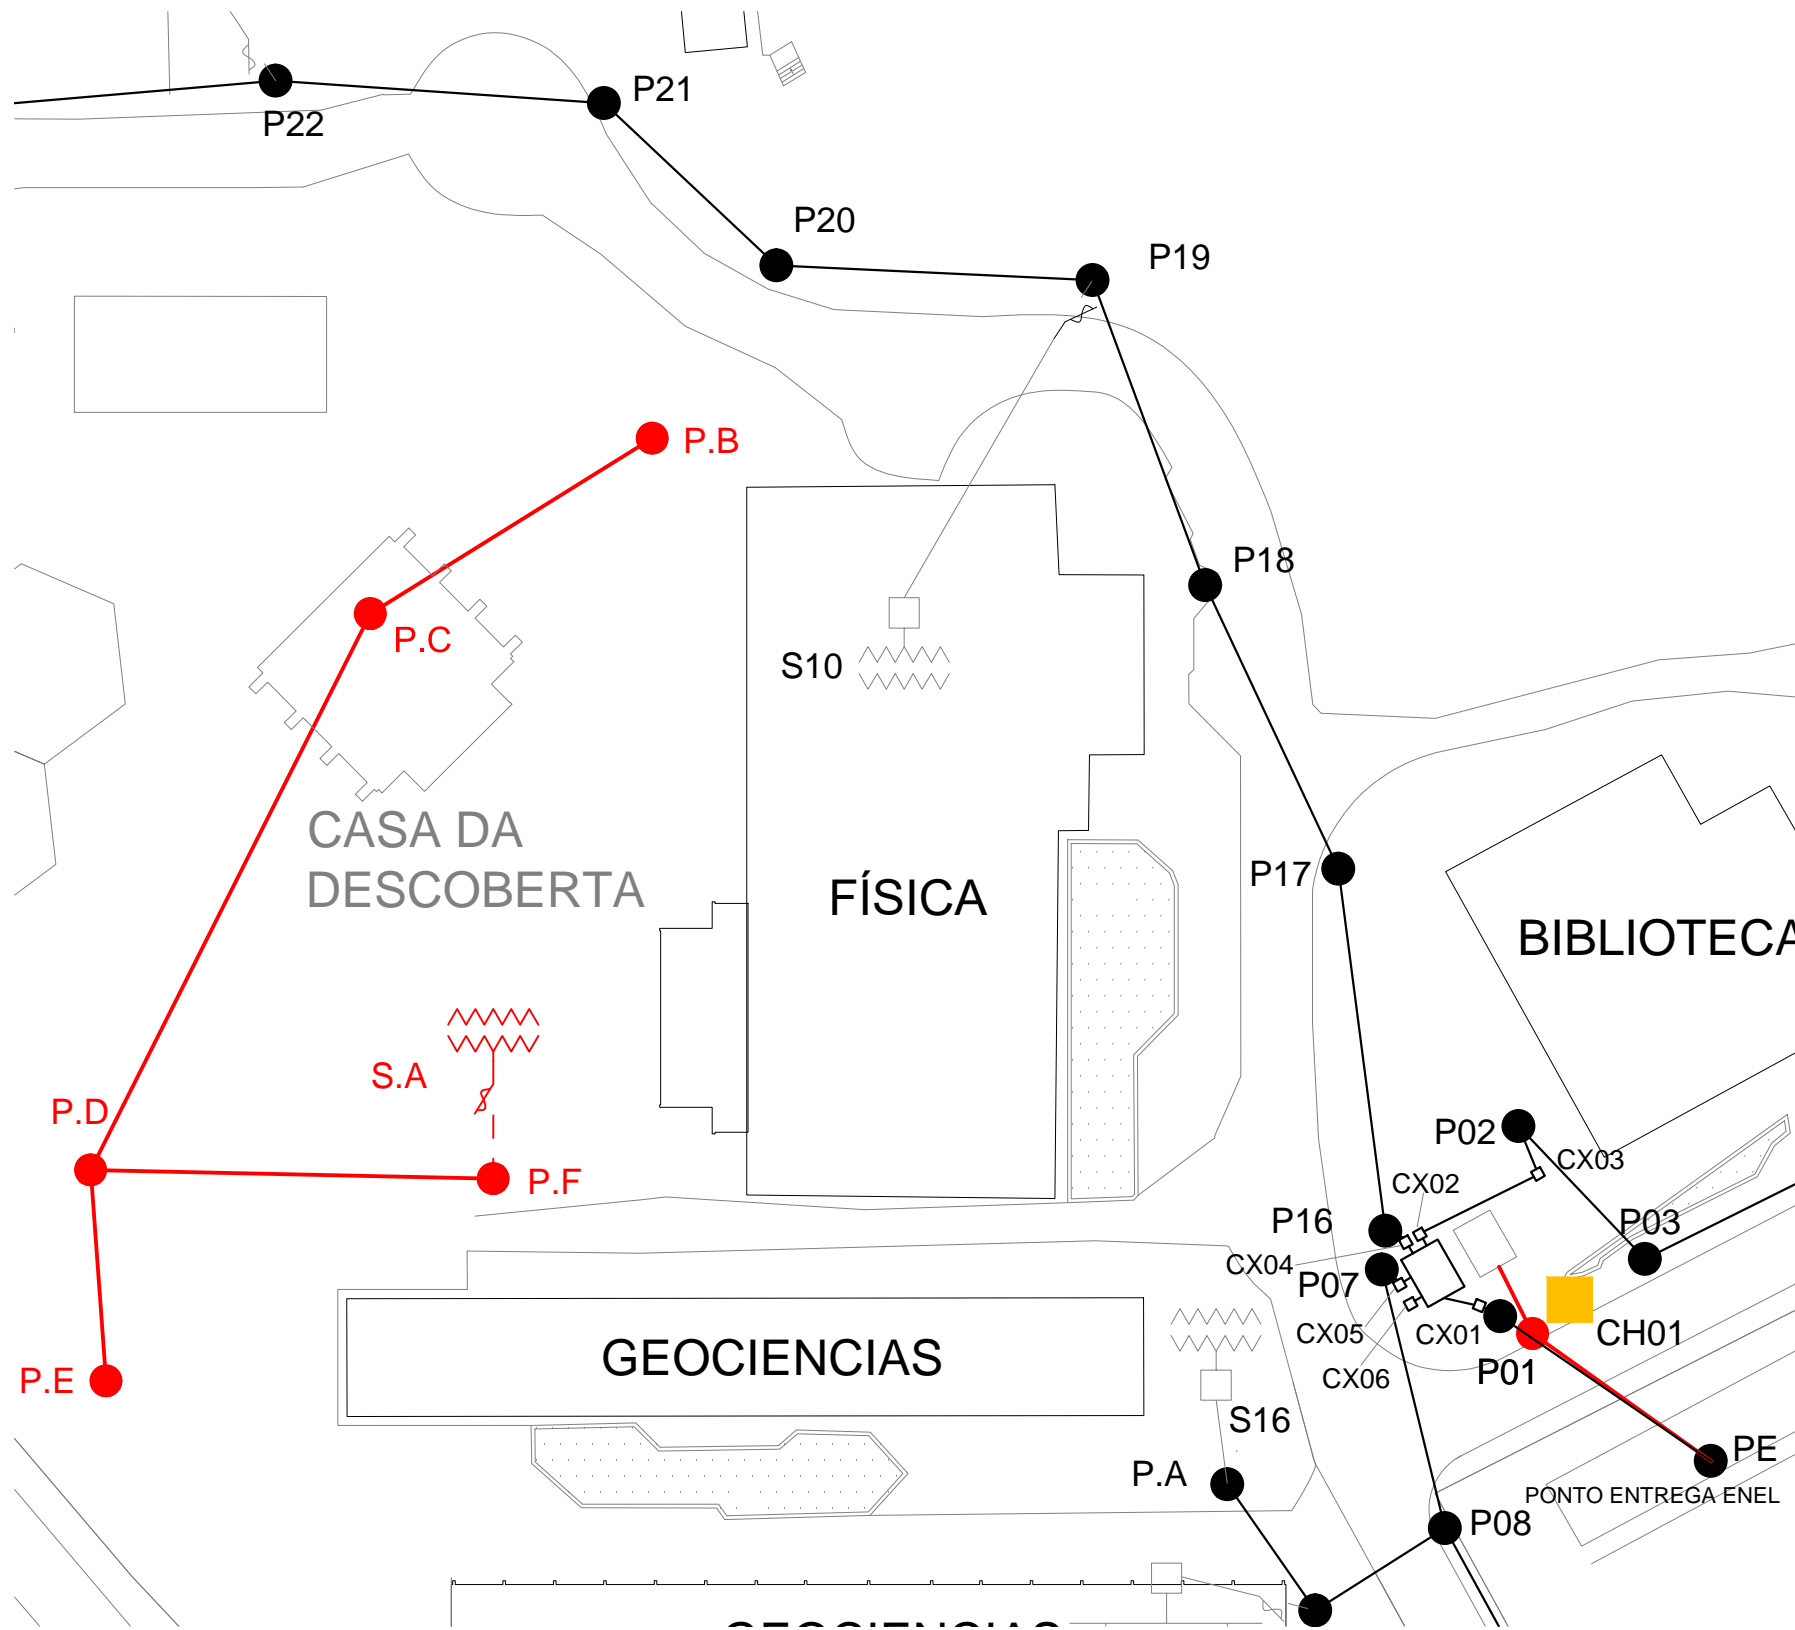 P21
P22
P20
P19
P.B
P18
P.C
S10
CASA DA
DESCOBERTA
P17
FÍSICA
BIBLIOTECA
S.A
P.D
P02
CX03
P.F
CX02
P16
P03
CX04
P07
CX05
CX01
CH01
GEOCIENCIAS
P01
CX06
P.E
S16
PE
P.A
PONTO ENTREGA ENEL
P08
GEOCIENCIAS